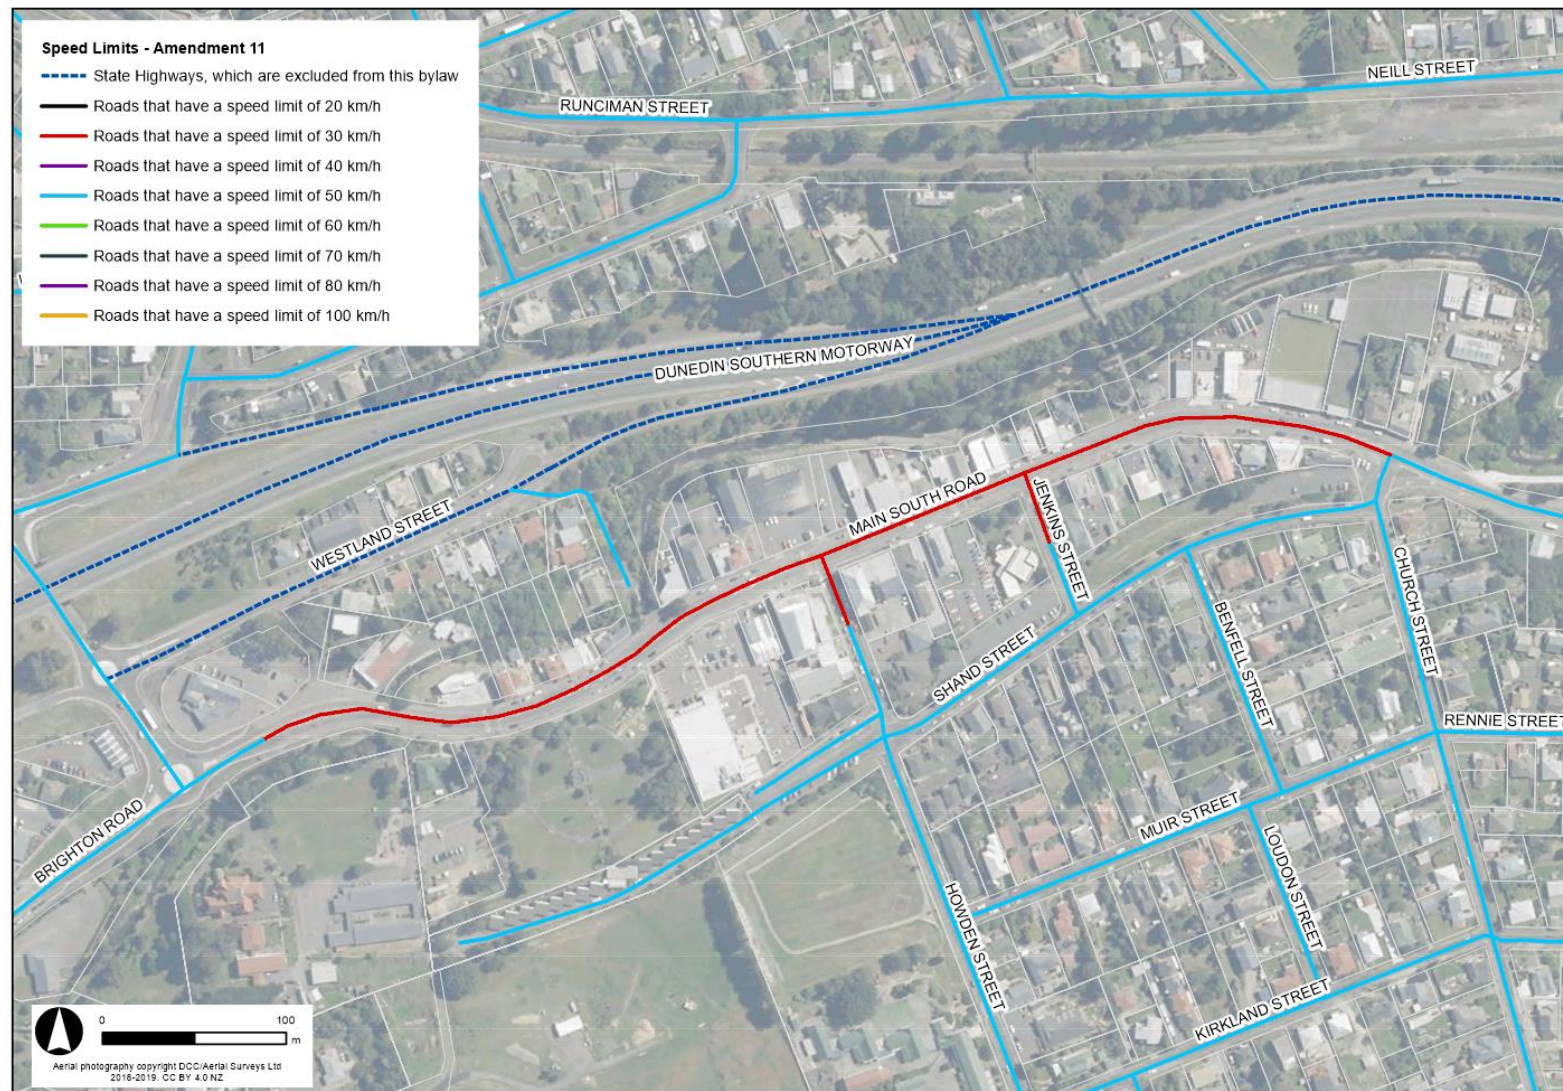 Speed Limits - Amendment 11
State Highways, which are excluded from this bylaw
Roads that have a speed limit of 20 km/h
Roads that have a speed limit of 30 km/h
Roads that have a speed limit of 40 km/h
Roads that have a speed limit of 50 km/h
Roads that have a speed limit of 60 km/h
Roads that have a speed limit of 70 km/h
Roads that have a speed limit of 80 km/h
Roads that have a speed limit of 100 km/h
NEILL STREET
RUNCIMAN STREET
DUNEDIN SOUTHERN MOTORWAY
WESTLAND STREET
MAIN SOUTH ROAD
JENKINS STREET
CHURCH STREET
BENFELL STREET
SHAND STREET
RENNIE STREET
BRIGHTON ROAD
MUIR STREET
LOUDON STREET
HOWDEN STREET
KIRKLAND STREET
0 100
m
Aerial photography copyright DCC/Aerial Surveys Ltd
2018-2019. CC BY 4.0 NZ